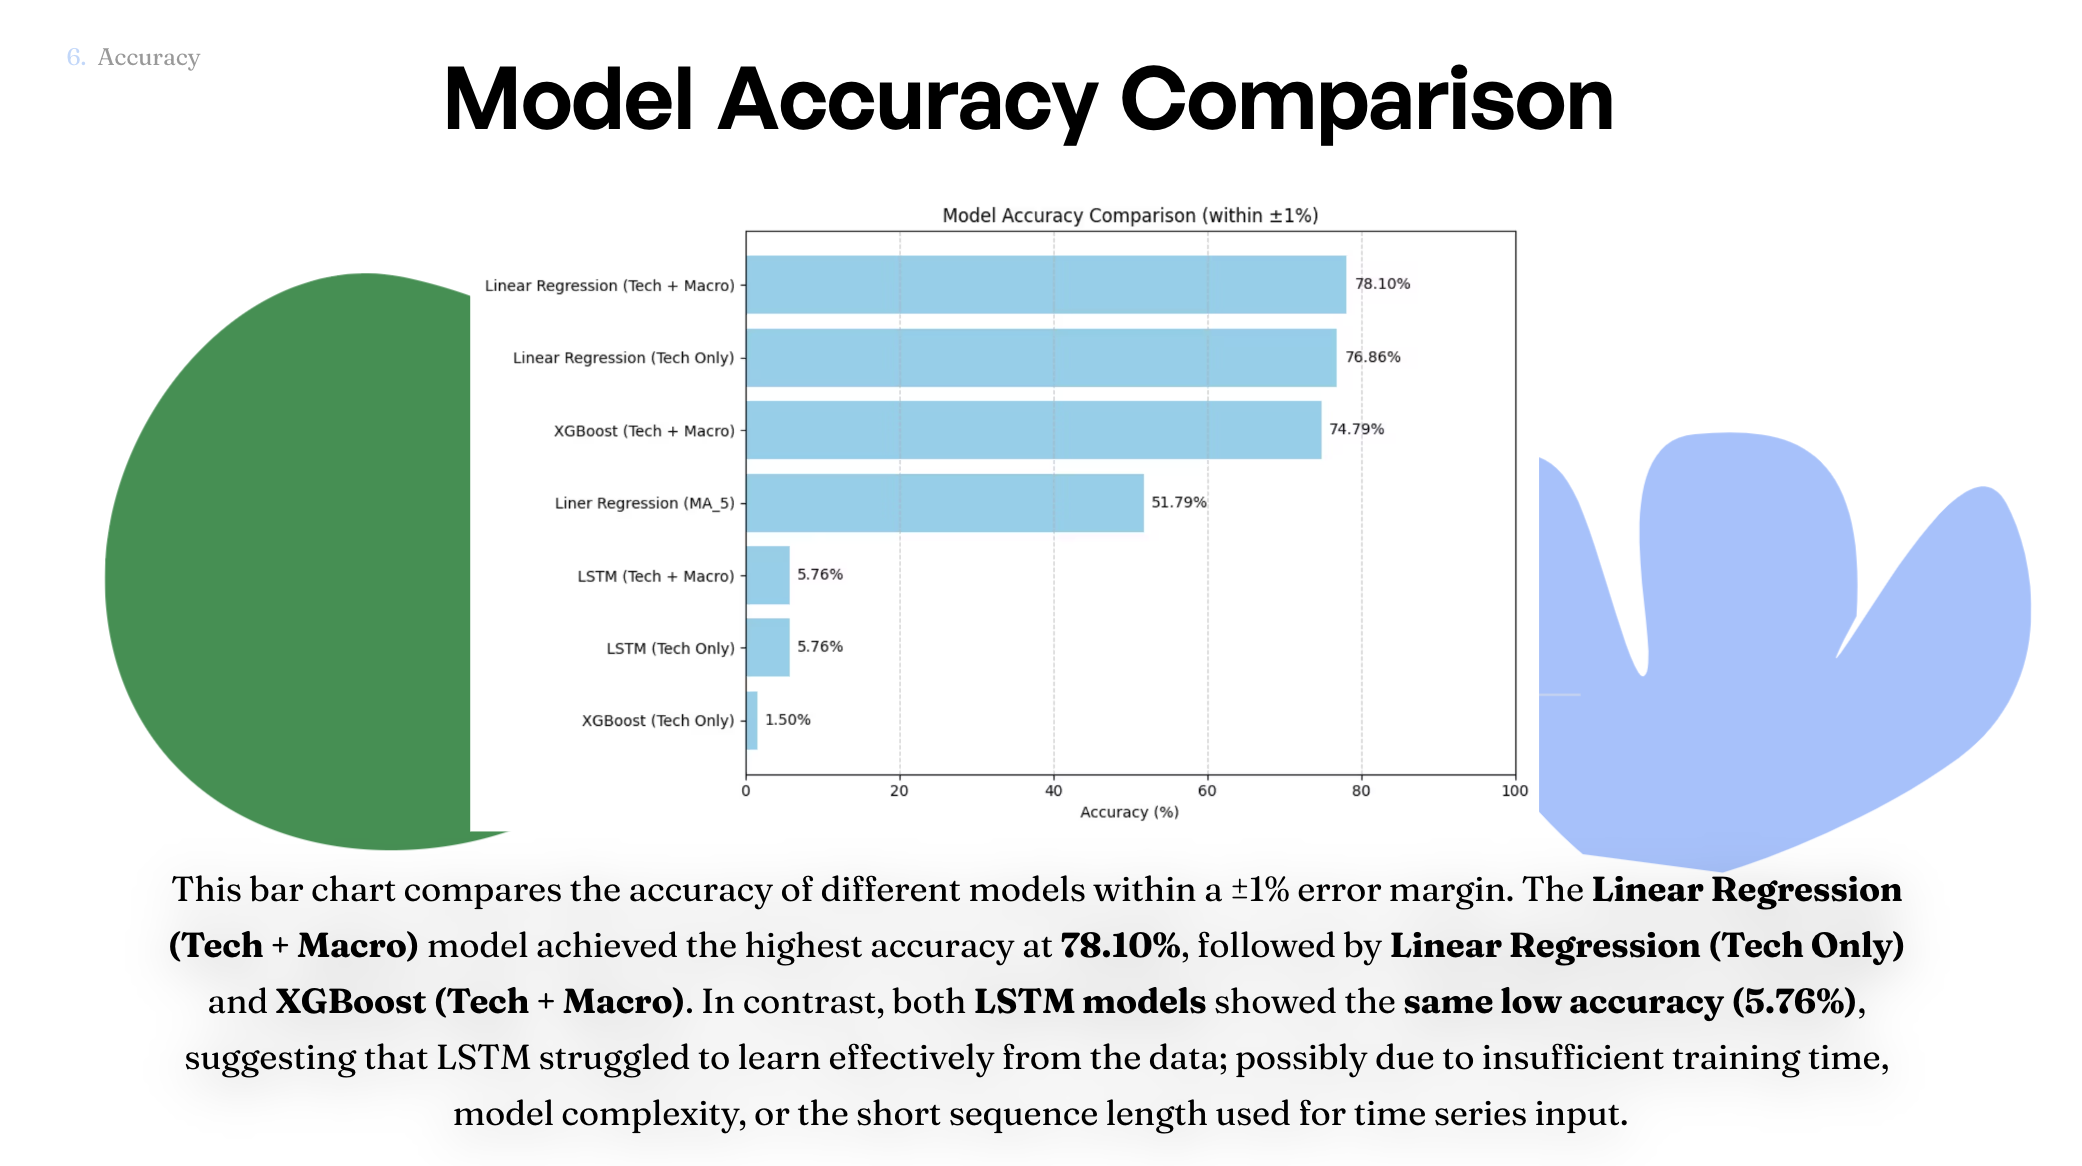 6. Accuracy
Model Accuracy Comparison
Model Accuracy Comparison (within ±1%)
Linear Regression (Tech + Macro) 78.10%
Linear Regression (Tech Only) 76.86%
XGBoost (Tech + Macro) 74.79%
Liner Regression (MA_5) 51.79%
LSTM (Tech + Macro) 5.76%
LSTM (Tech Only) 5.76%
XGBoost (Tech Only) 1.50%
0 20 40 60 80 100
Accuracy (%)
This bar chart compares the accuracy of different models within a ±1% error margin. The Linear Regression
(Tech + Macro) model achieved the highest accuracy at 78.10%, followed by Linear Regression (Tech Only)
and XGBoost (Tech + Macro). In contrast, both LSTM models showed the same low accuracy (5.76%),
suggesting that LSTM struggled to learn effectively from the data; possibly due to insufficient training time,
model complexity, or the short sequence length used for time series input.